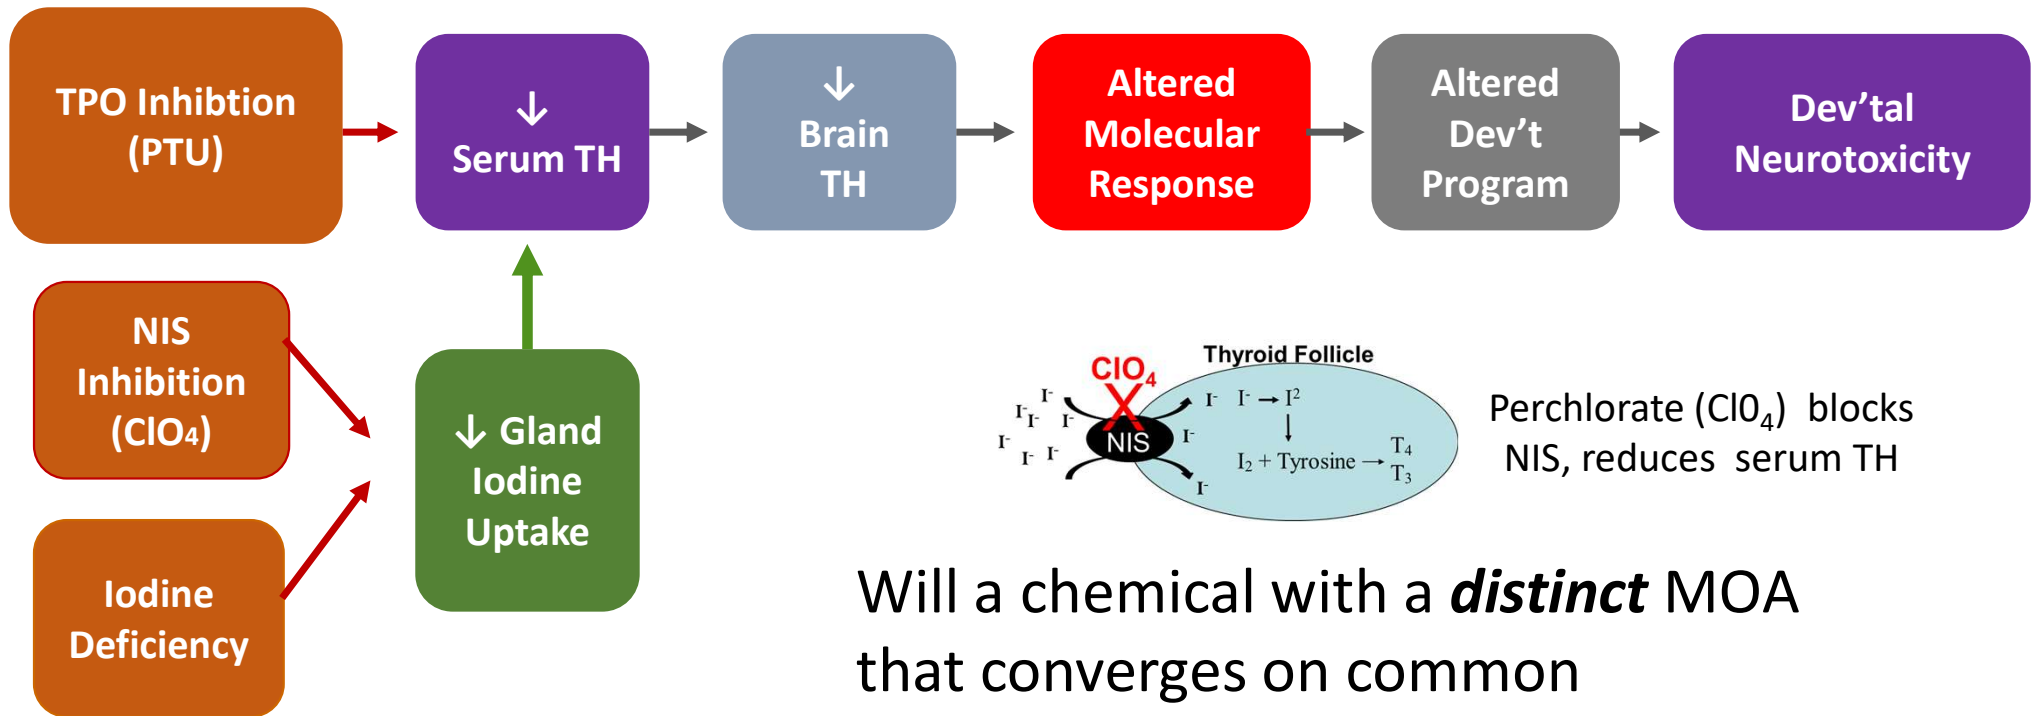 TPO Inhibtion
(PTU)
↓
Serum TH
↓
Brain
TH
Altered
Molecular
Response
Altered
Dev’t
Program
Dev’tal
Neurotoxicity
NIS
Inhibition
(ClO4)
↓ Gland
Iodine
Uptake
Iodine
Deficiency
Thyroid Follicle
ClO4
X
NIS
I-
I-
I-
I-
I-
I-
I-
I-
I-
I-
I- → I2
I2 + Tyrosine →
T4
T3
Perchlorate (Cl04) blocks
NIS, reduces serum TH
Will a chemical with a distinct MOA
that converges on common